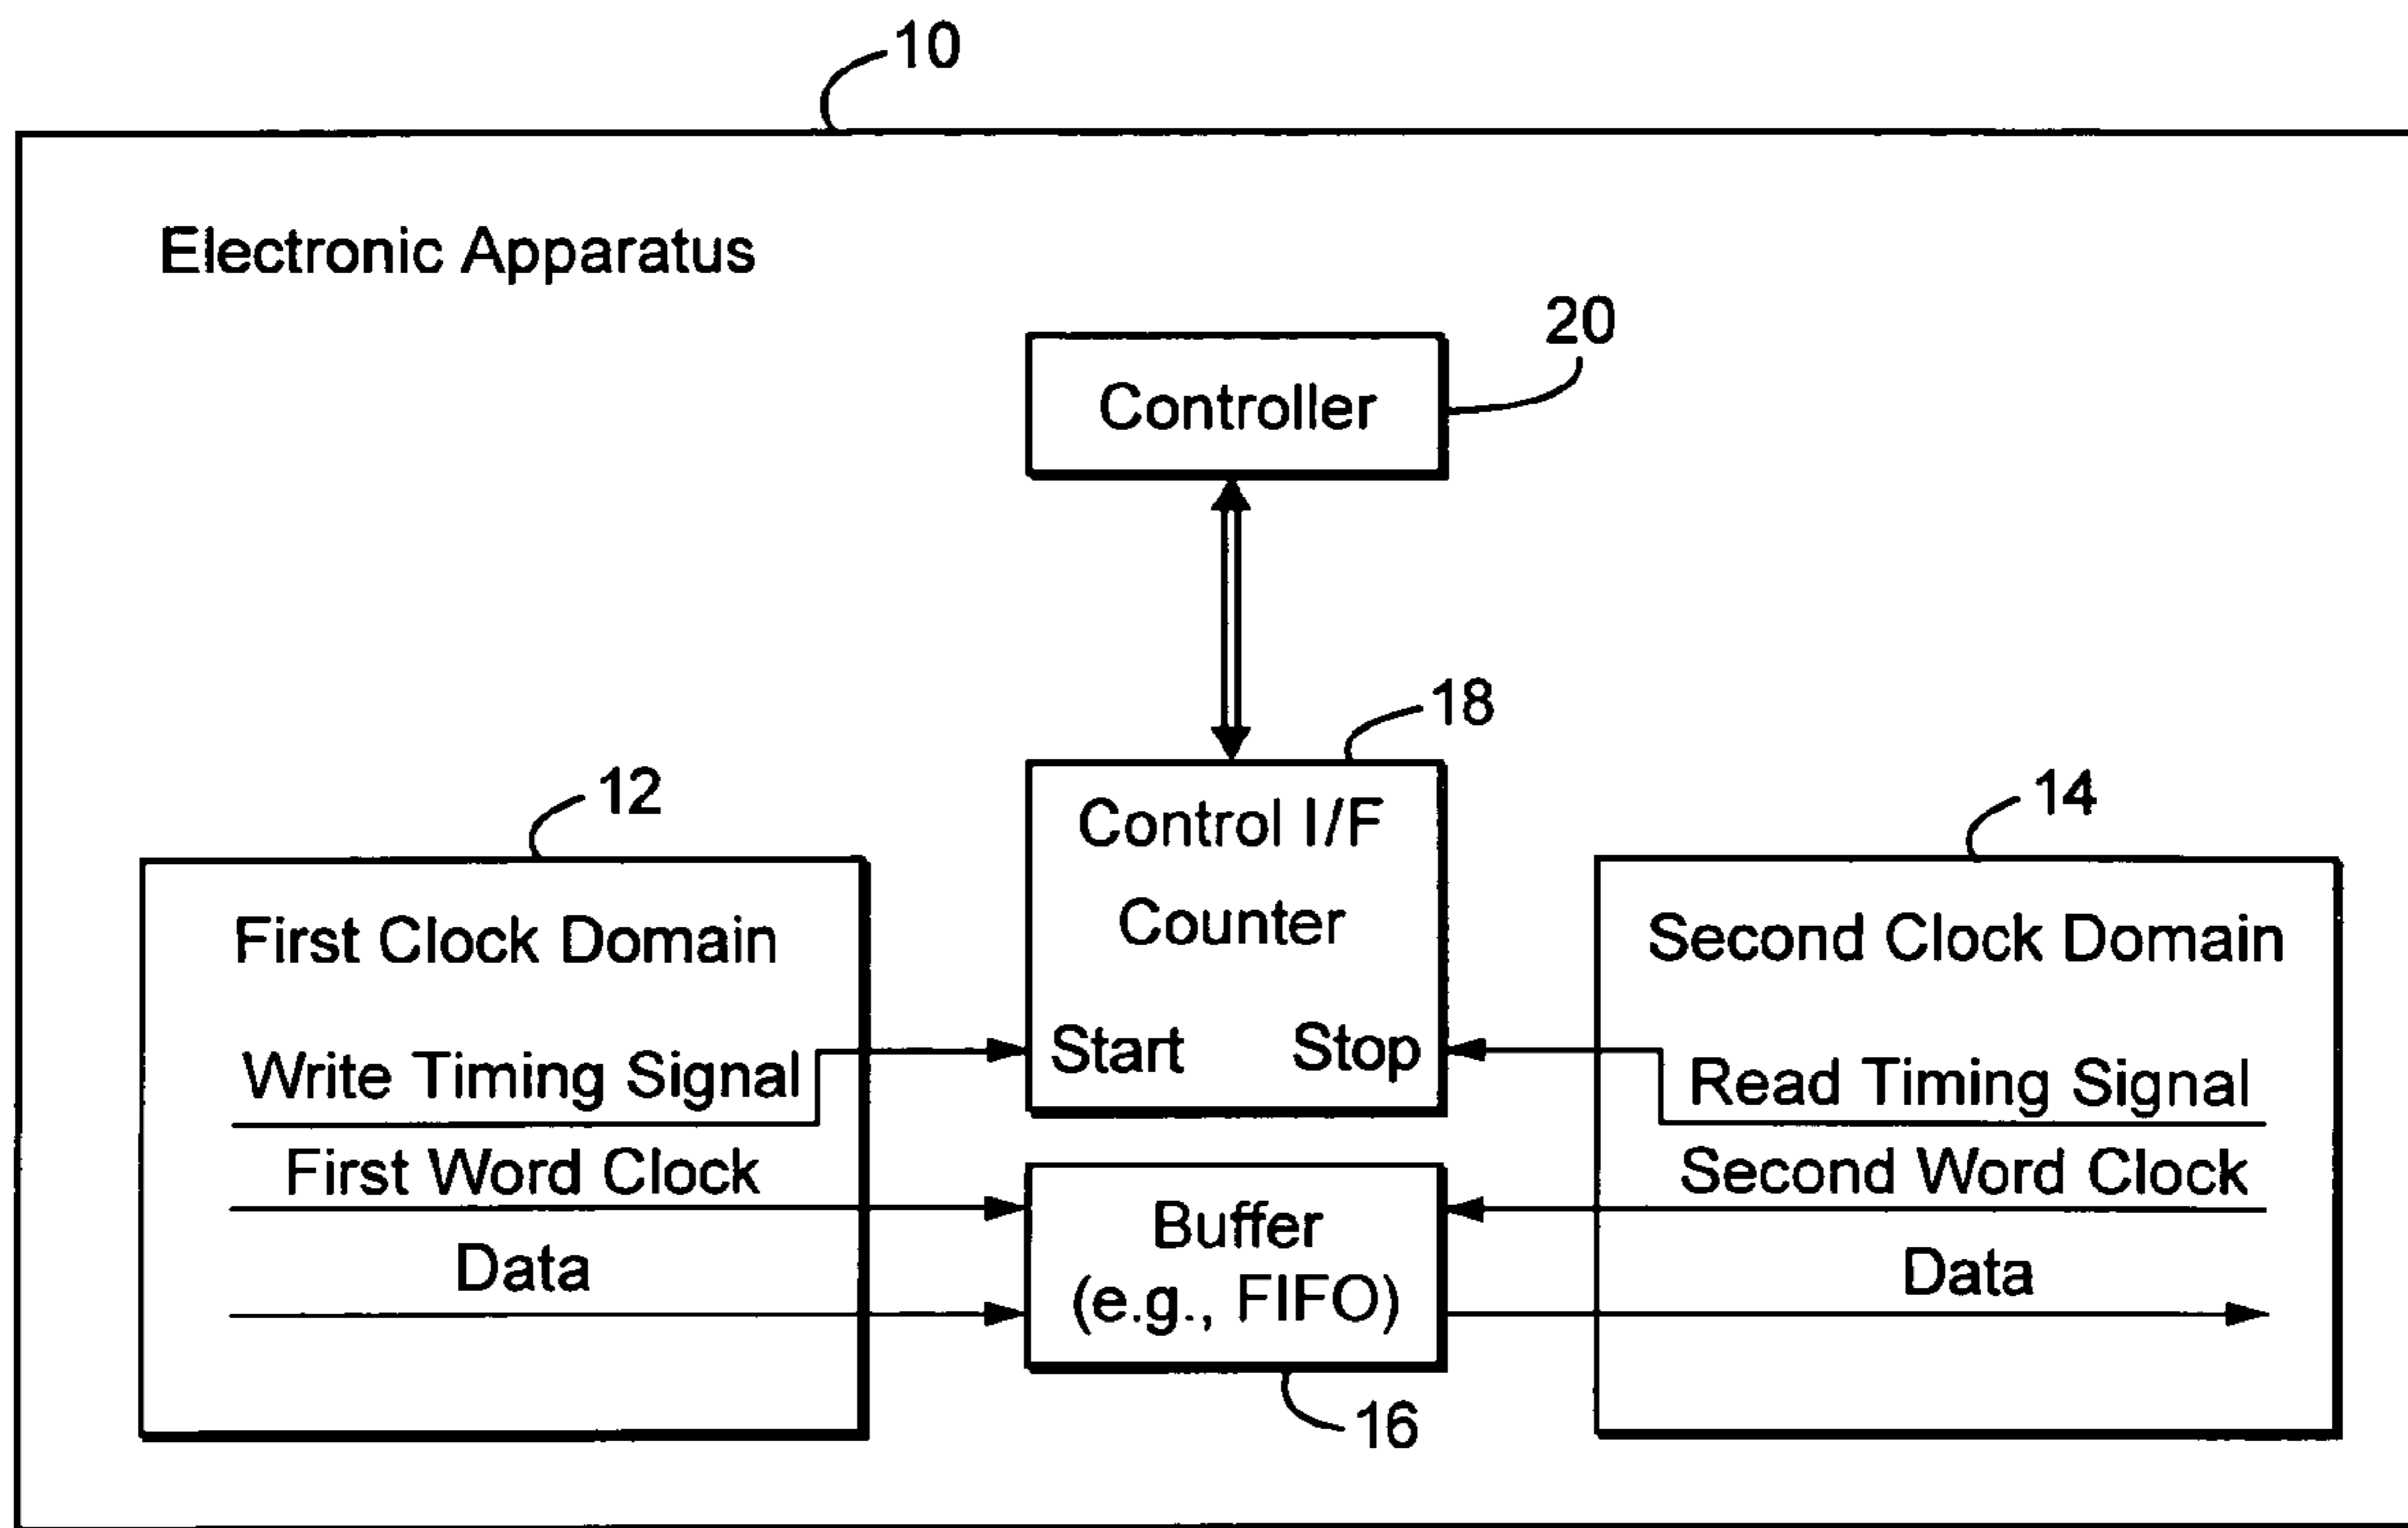 10
Electronic Apparatus
20
Controller
18
Control I/F
Counter
Start Stop
12
First Clock Domain
Write Timing Signal
First Word Clock
Data
14
Second Clock Domain
Read Timing Signal
Second Word Clock
Data
Buffer
(e.g., FIFO)
16